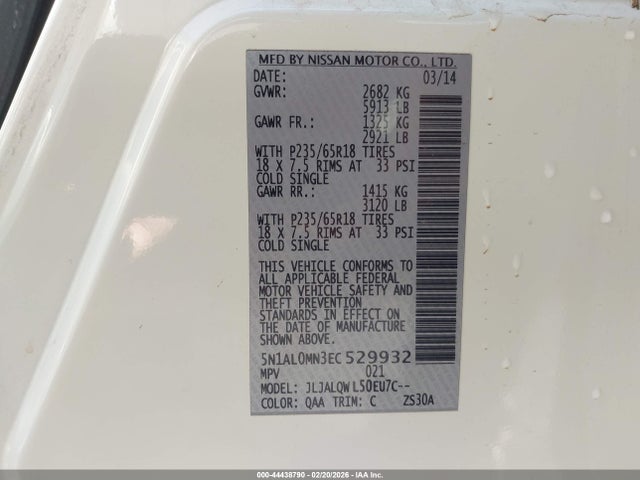 MFD BY NISSAN MOTOR CO., LTD.
DATE: 03/14
GVWR: 2682 KG
5913 LB
GAWR FR.: 1325 KG
2921 LB
WITH P235/65R18 TIRES
18 X 7.5 RIMS AT 33 PSI
COLD SINGLE
GAWR RR.: 1415 KG
3120 LB
WITH P235/65R18 TIRES
18 X 7.5 RIMS AT 33 PSI
COLD SINGLE
THIS VEHICLE CONFORMS TO
ALL APPLICABLE FEDERAL
MOTOR VEHICLE SAFETY AND
THEFT PREVENTION
STANDARDS IN EFFECT ON
THE DATE OF MANUFACTURE
SHOWN ABOVE.
5N1AL0MN3EC529932
MPV 021
MODEL: JLJALQWL50EU7C--
COLOR: QAA TRIM: C ZS30A
000-44438790 - 02/20/2026 - IAA Inc.